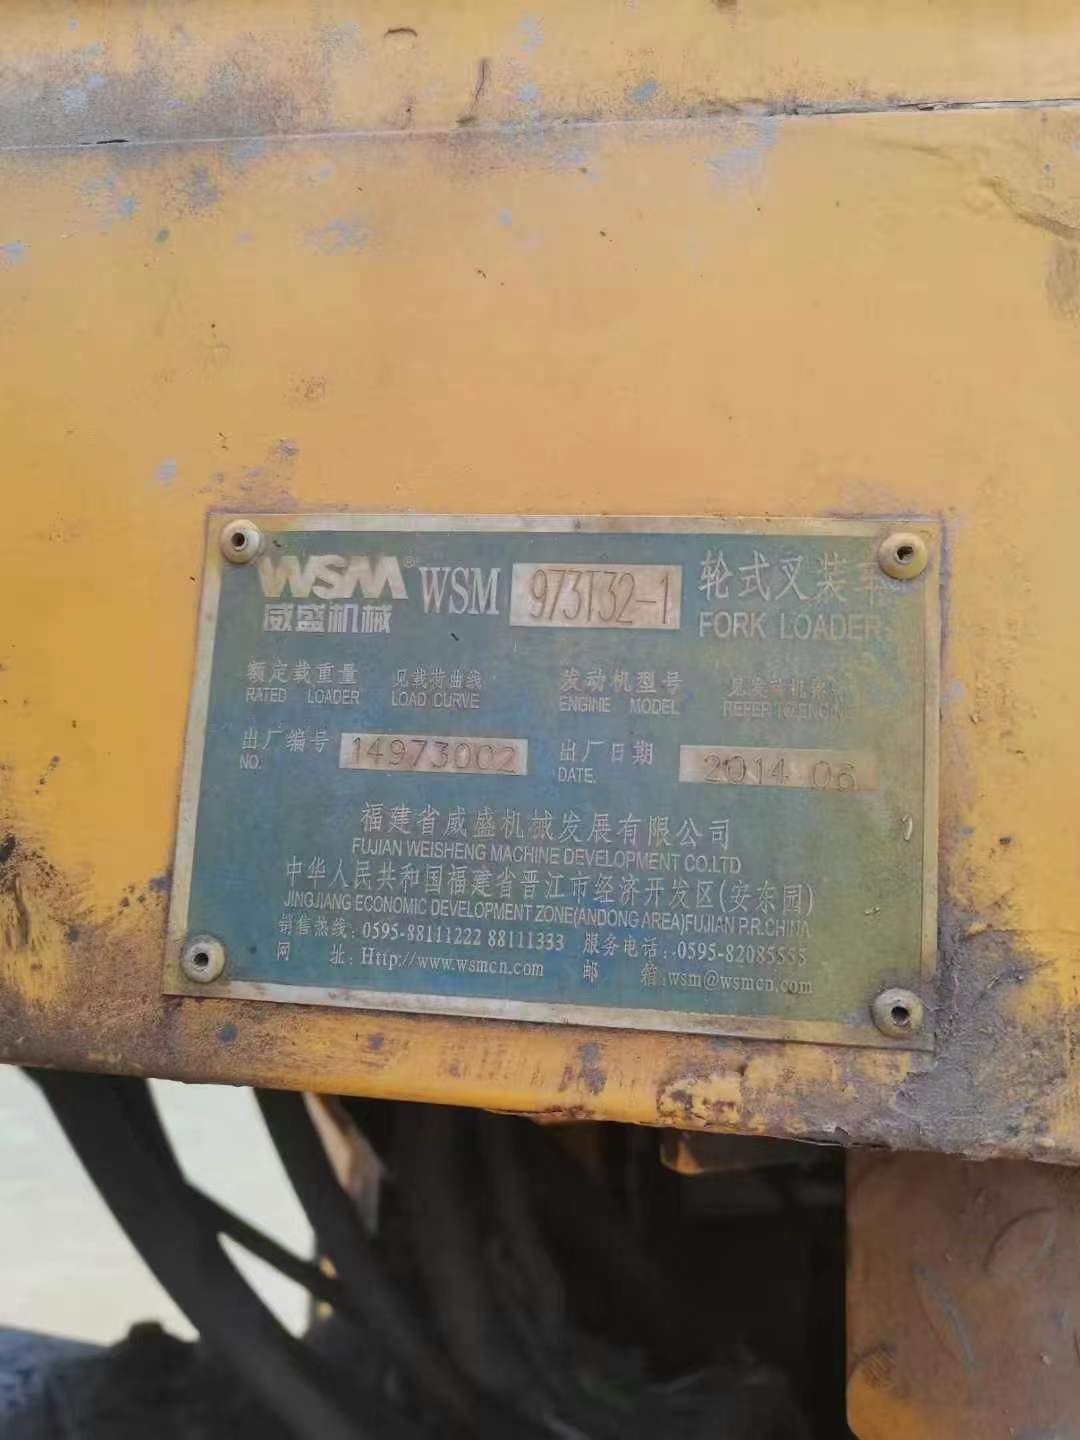 WSM® WSM 973T32-1 轮式叉装车
威盛机械 FORK LOADER
额定载重量 见载荷曲线 发动机型号
RATED LOADER LOAD CURVE ENGINE MODEL REFER TO ENGINE
出厂编号 14973002 出厂日期 2014 06
NO. DATE.
福建省威盛机械发展有限公司
FUJIAN WEISHENG MACHINE DEVELOPMENT CO.LTD
中华人民共和国福建省晋江市经济开发区(安东园)
JINGJIANG ECONOMIC DEVELOPMENT ZONE(ANDONG AREA)FUJIAN P.R.CHINA
销售热线: 0595-88111222 88111333 服务电话:.0595-82085555
网 址: Http://www.wsmcn.com 邮 箱:wsm@wsmcn.com